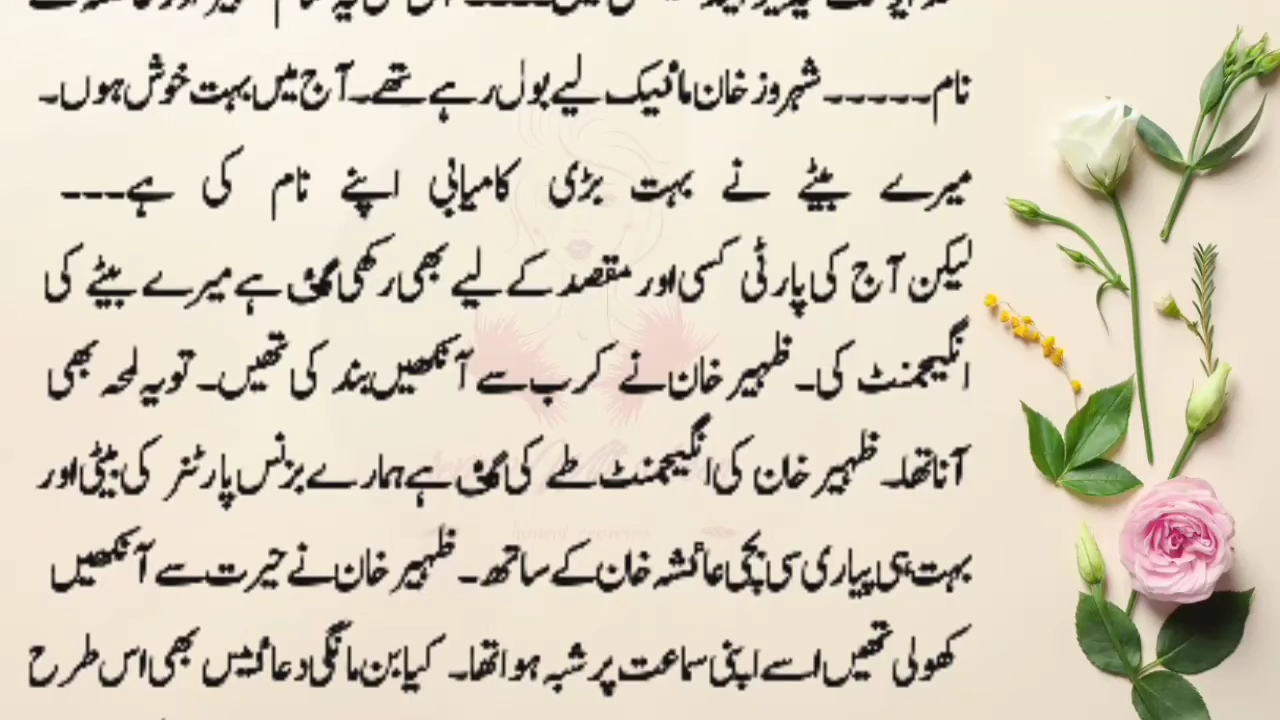 نام۔۔۔۔۔شہروز خان مائیک لیے بول رہے تھے۔ آج میں بہت خوش ہوں۔
میرے بیٹے نے بہت بڑی کامیابی اپنے نام کی ہے۔۔۔
لیکن آج کی پارٹی کسی اور مقصد کے لیے بھی رکھی گئی ہے میرے بیٹے کی
انگیجمنٹ کی۔ ظہیر خان نے کرب سے آنکھیں بند کی تھیں۔ تو یہ لمحہ بھی
آنا تھا۔ ظہیر خان کی انگیجمنٹ طے کی گئی ہے ہمارے بزنس پارٹنر کی بیٹی اور
بہت ہی پیاری سی بچی عائشہ خان کے ساتھ۔ ظہیر خان نے حیرت سے آنکھیں
کھولی تھیں اسے اپنی سماعت پر شبہ ہوا تھا۔ کیا بن مانگی دعائیں بھی اس طرح